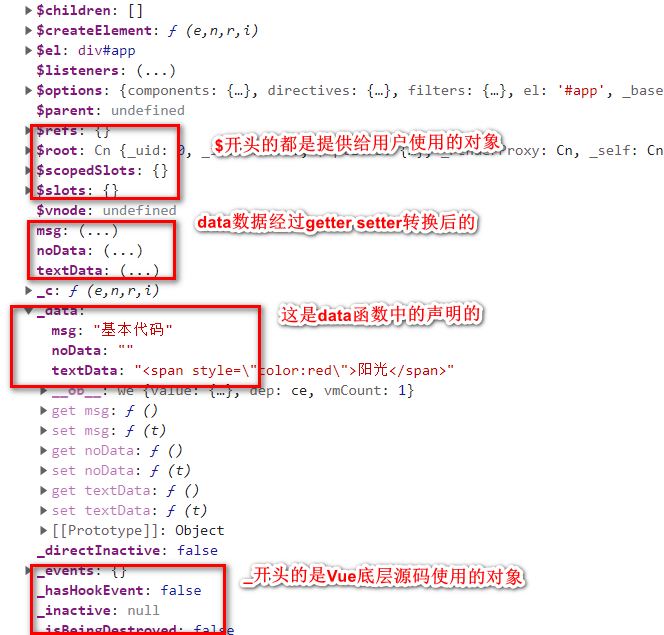 $children: []
$createElement: ƒ (e,n,r,i)
$el: div#app
$listeners: (...)
$options: {components: {…}, directives: {…}, filters: {…}, el: '#app', _base
$parent: undefined
$refs: {}
$开头的都是提供给用户使用的对象
$root: Cn {_uid: 0, _ Proxy: Cn, _self: Cn
$scopedSlots: {}
$slots: {}
$vnode: undefined
data数据经过getter,setter转换后的
msg: (...)
noData: (...)
textData: (...)
_c: ƒ (e,n,r,i)
_data:
这是data函数中的声明的
msg: "基本代码"
noData: ""
textData: "<span style=\"color:red\">阳光</span>"
__ob__: We {value: {…}, dep: ce, vmCount: 1}
get msg: ƒ ()
set msg: ƒ (t)
get noData: ƒ ()
set noData: ƒ (t)
get textData: ƒ ()
set textData: ƒ (t)
[[Prototype]]: Object
_directInactive: false
_events: {}
_开头的是Vue底层源码使用的对象
_hasHookEvent: false
_inactive: null
_isBeingDestroyed: false